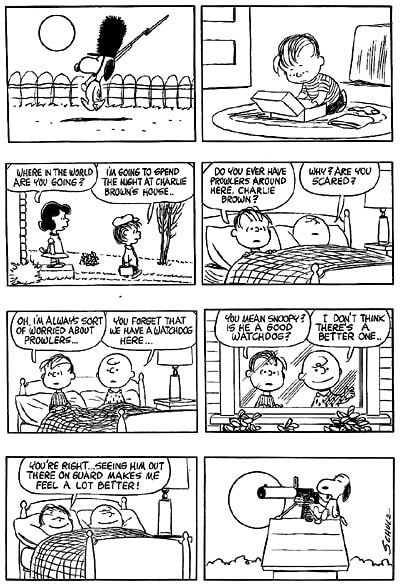 WHERE IN THE WORLD
ARE YOU GOING?
I'M GOING TO SPEND
THE NIGHT AT CHARLIE
BROWN'S HOUSE..
DO YOU EVER HAVE
PROWLERS AROUND
HERE, CHARLIE
BROWN?
WHY? ARE YOU
SCARED?
OH, I'M ALWAYS SORT
OF WORRIED ABOUT
PROWLERS...
YOU FORGET THAT
WE HAVE A WATCHDOG
HERE...
YOU MEAN SNOOPY?
IS HE A GOOD
WATCHDOG?
I DON'T THINK
THERE'S A
BETTER ONE..
YOU'RE RIGHT...SEEING HIM OUT
THERE ON GUARD MAKES ME
FEEL A LOT BETTER!
SCHULZ